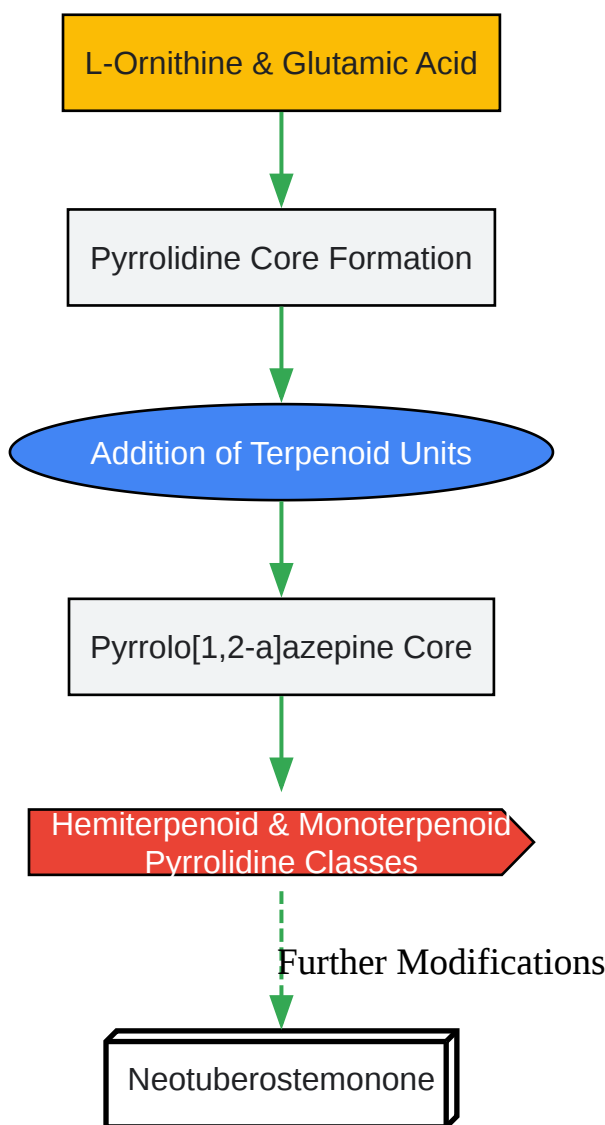 L-Ornithine & Glutamic Acid
Pyrrolidine Core Formation
Addition of Terpenoid Units
Pyrrolo[1,2-a]azepine Core
Hemiterpenoid & Monoterpenoid
Pyrrolidine Classes
Further Modifications
Neotuberostemonone